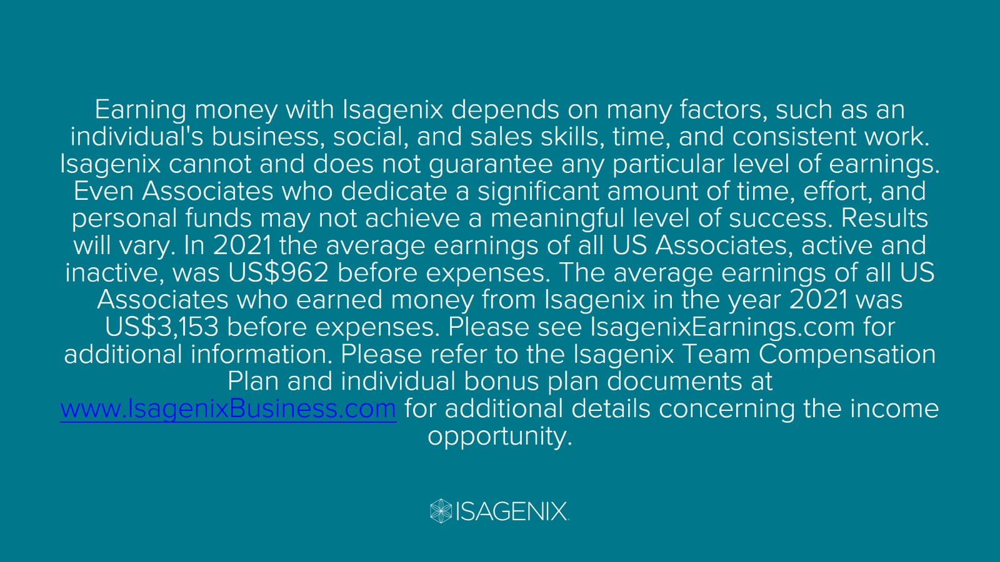 Earning money with Isagenix depends on many factors, such as an
individual's business, social, and sales skills, time, and consistent work.
Isagenix cannot and does not guarantee any particular level of earnings.
Even Associates who dedicate a significant amount of time, effort, and
personal funds may not achieve a meaningful level of success. Results
will vary. In 2021 the average earnings of all US Associates, active and
inactive, was US$962 before expenses. The average earnings of all US
Associates who earned money from Isagenix in the year 2021 was
US$3,153 before expenses. Please see IsagenixEarnings.com for
additional information. Please refer to the Isagenix Team Compensation
Plan and individual bonus plan documents at
www.IsagenixBusiness.com for additional details concerning the income
opportunity.
ISAGENIX